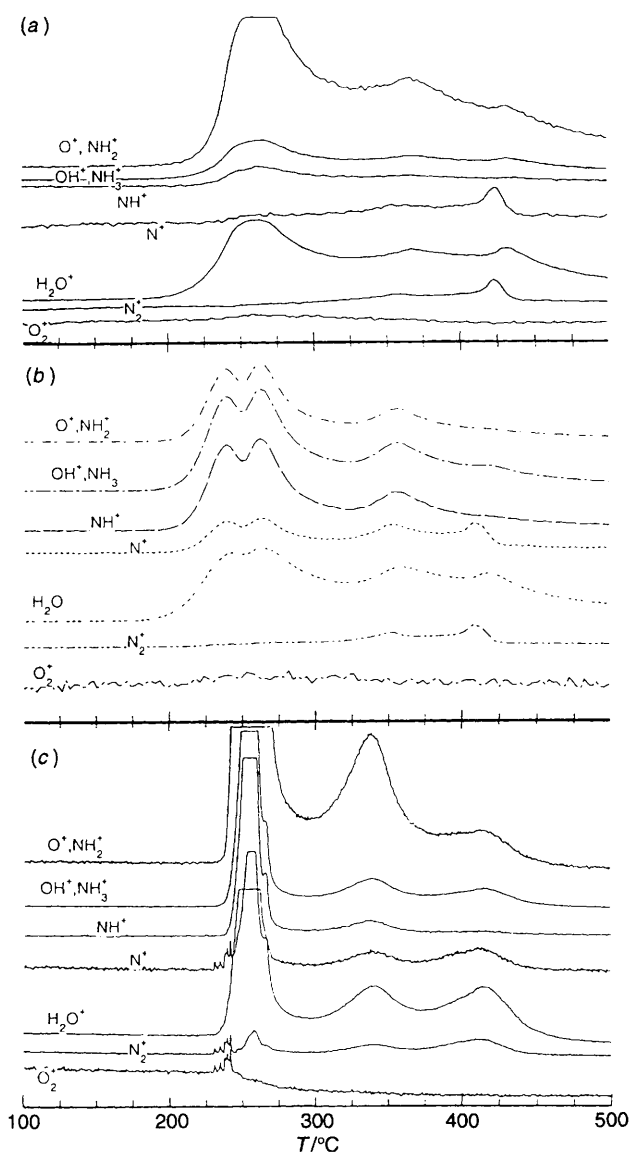 (a)
O⁺, NH₂⁺
OH⁺,NH₃⁺
NH⁺
N⁺
H₂O⁺
N₂⁺
O₂⁺
(b)
O⁺,NH₂⁺
OH⁺,NH₃
NH⁺
N⁺
H₂O
N₂⁺
O₂⁺
(c)
O⁺,NH₂⁺
OH⁺,NH₃⁺
NH⁺
N⁺
H₂O⁺
N₂⁺
O₂⁺
100 200 300 400 500
T/°C